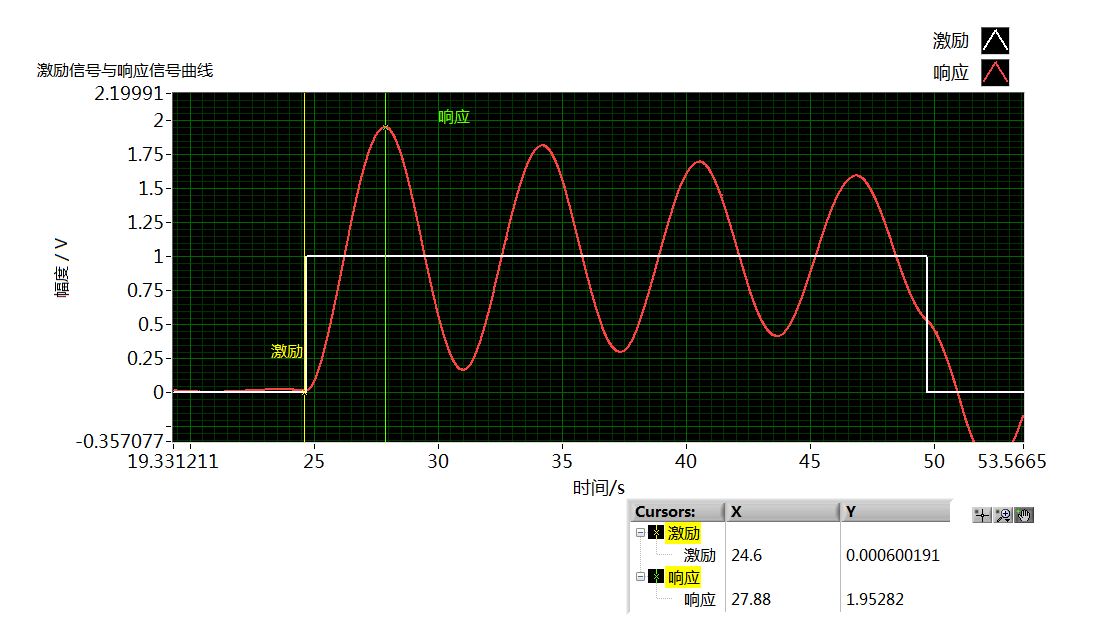 激励
激励信号与响应信号曲线
响应
2.19991
响应
2
1.75
1.5
1.25
1
幅度 / V
0.75
0.5
激励
0.25
0
-0.357077
19.331211 25 30 35 40 45 50 53.5665
时间/s
Cursors: X Y
激励
激励 24.6 0.000600191
响应
响应 27.88 1.95282